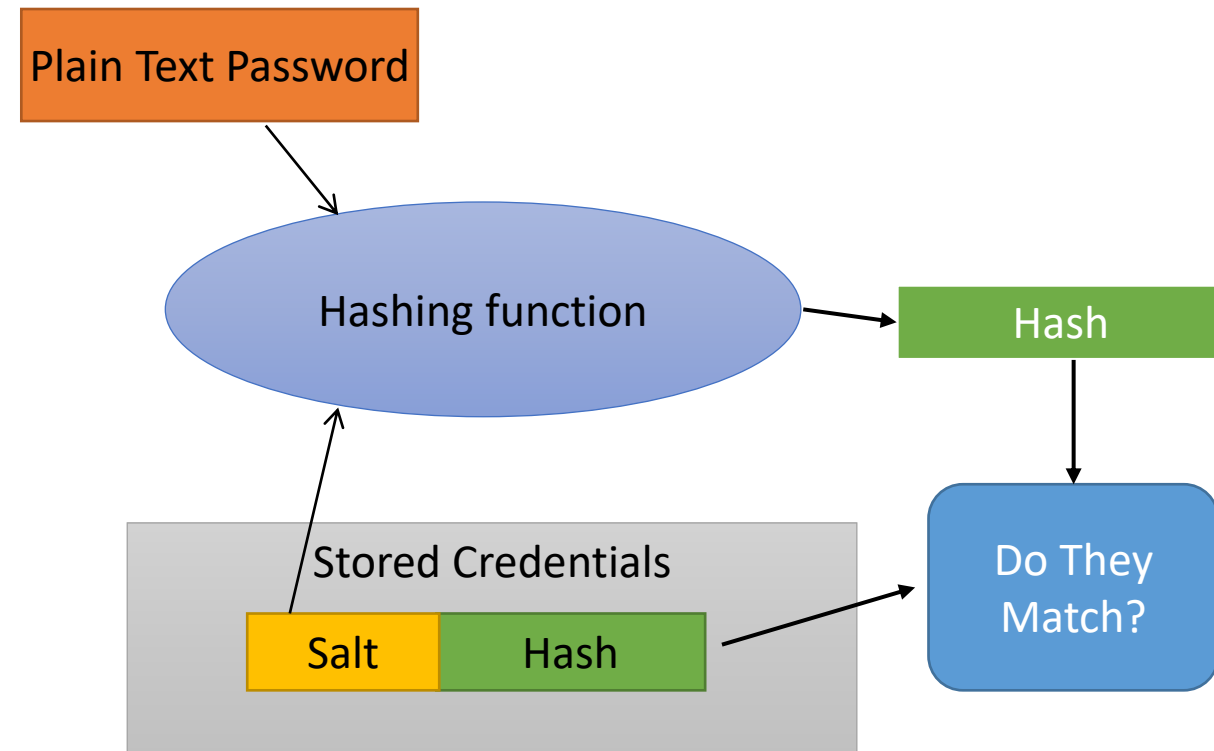 Plain Text Password
Hashing function
Hash
Stored Credentials
Salt
Hash
Do They
Match?